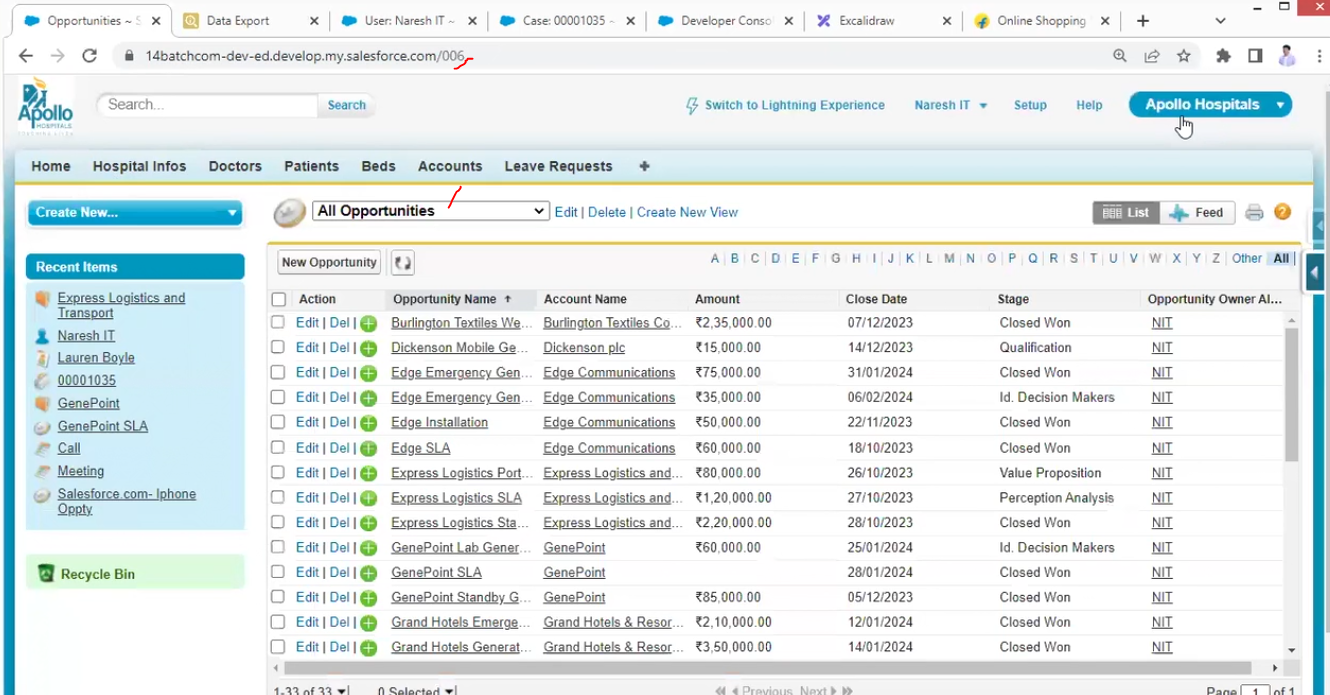 Opportunities ~ S
Data Export
User: Naresh IT ~
Case: 00001035 ~
Developer Conso
Excalidraw
Online Shopping
14batchcom-dev-ed.develop.my.salesforce.com/006
Apollo
HOSPITALS
Search...
Search
Switch to Lightning Experience
Naresh IT
Setup
Help
Apollo Hospitals
Home Hospital Infos Doctors Patients Beds Accounts Leave Requests +
Create New...
All Opportunities
Edit | Delete | Create New View
List
Feed
Recent Items
Express Logistics and
Transport
Naresh IT
Lauren Boyle
00001035
GenePoint
GenePoint SLA
Call
Meeting
Salesforce.com- Iphone
Oppty
Recycle Bin
New Opportunity
A | B | C | D | E | F | G | H | I | J | K | L | M | N | O | P | Q | R | S | T | U | V | W | X | Y | Z | Other | All
Action Opportunity Name ↑ Account Name Amount Close Date Stage Opportunity Owner Al...
Edit | Del | Burlington Textiles We... Burlington Textiles Co... ₹2,35,000.00 07/12/2023 Closed Won NIT
Edit | Del | Dickenson Mobile Ge... Dickenson plc ₹15,000.00 14/12/2023 Qualification NIT
Edit | Del | Edge Emergency Gen... Edge Communications ₹75,000.00 31/01/2024 Closed Won NIT
Edit | Del | Edge Emergency Gen... Edge Communications ₹35,000.00 06/02/2024 Id. Decision Makers NIT
Edit | Del | Edge Installation Edge Communications ₹50,000.00 22/11/2023 Closed Won NIT
Edit | Del | Edge SLA Edge Communications ₹60,000.00 18/10/2023 Closed Won NIT
Edit | Del | Express Logistics Port... Express Logistics and... ₹80,000.00 26/10/2023 Value Proposition NIT
Edit | Del | Express Logistics SLA Express Logistics and... ₹1,20,000.00 27/10/2023 Perception Analysis NIT
Edit | Del | Express Logistics Sta... Express Logistics and... ₹2,20,000.00 28/10/2023 Closed Won NIT
Edit | Del | GenePoint Lab Gener... GenePoint ₹60,000.00 25/01/2024 Id. Decision Makers NIT
Edit | Del | GenePoint SLA GenePoint 28/01/2024 Closed Won NIT
Edit | Del | GenePoint Standby G... GenePoint ₹85,000.00 05/12/2023 Closed Won NIT
Edit | Del | Grand Hotels Emerge... Grand Hotels & Resor... ₹2,10,000.00 12/01/2024 Closed Won NIT
Edit | Del | Grand Hotels Generat... Grand Hotels & Resor... ₹3,50,000.00 14/01/2024 Closed Won NIT
1-33 of 33 0 Selected Previous Next Page 1 of 1